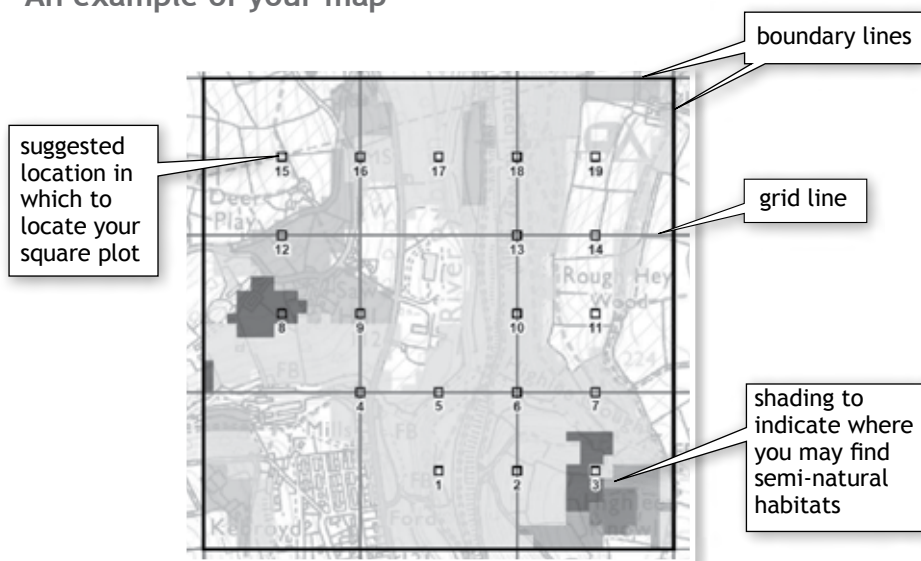 An example of your map
boundary lines
suggested
location in
which to
locate your
square plot
15
16
17
18
19
Deer
Play
grid line
12
13
14
River
Rough Hey
Wood
8
9
10
11
224
FB
4
5
6
7
Mills
FB
shading to
indicate where
you may find
semi-natural
habitats
1
2
3
FB
Ford